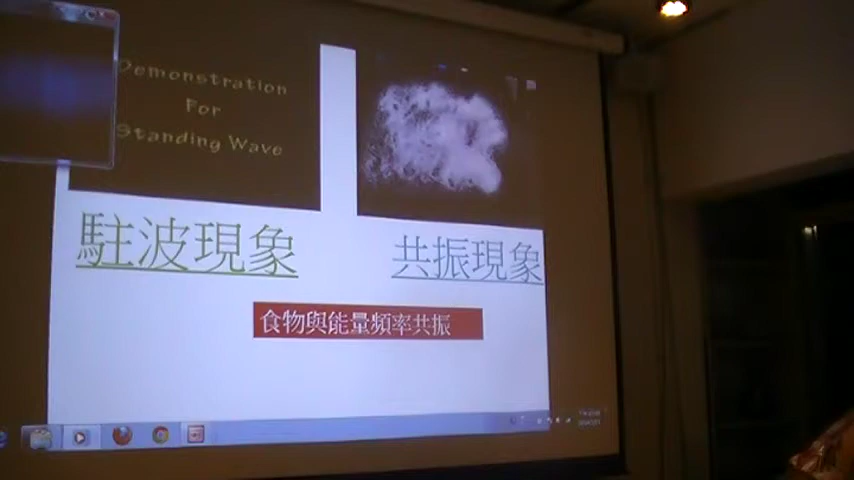 Demonstration
For
Standing Wave
駐波現象
共振現象
食物與能量頻率共振